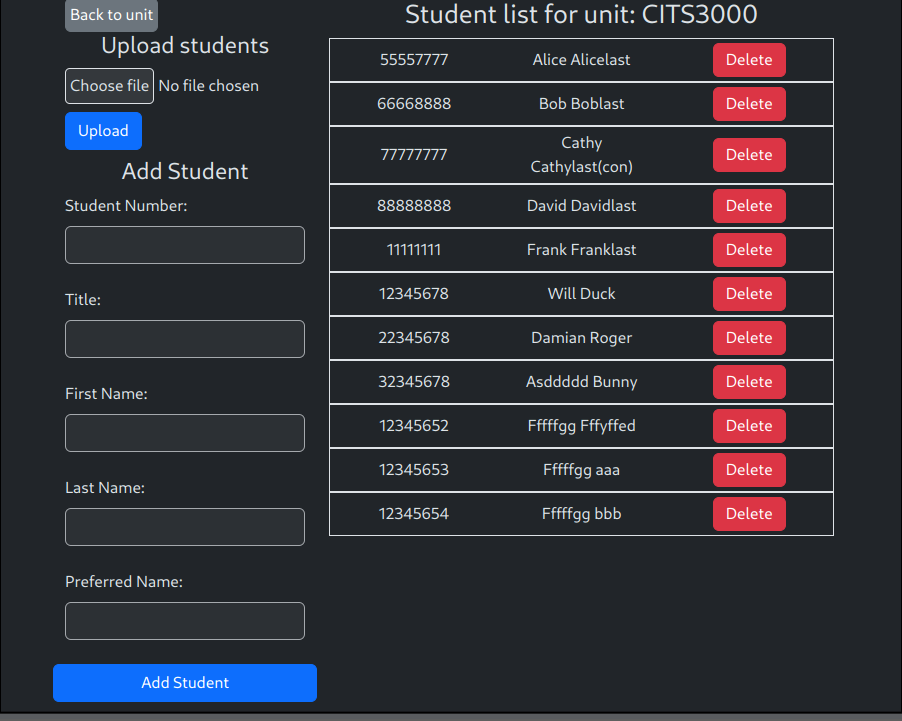 Back to unit
Upload students
Choose file No file chosen
Upload
Add Student
Student Number:
Title:
First Name:
Last Name:
Preferred Name:
Add Student
Student list for unit: CITS3000
55557777 Alice Alicelast Delete
66668888 Bob Boblast Delete
77777777 Cathy
Cathylast(con) Delete
88888888 David Davidlast Delete
11111111 Frank Franklast Delete
12345678 Will Duck Delete
22345678 Damian Roger Delete
32345678 Asddddd Bunny Delete
12345652 Fffffgg Fffyffed Delete
12345653 Fffffgg aaa Delete
12345654 Fffffgg bbb Delete